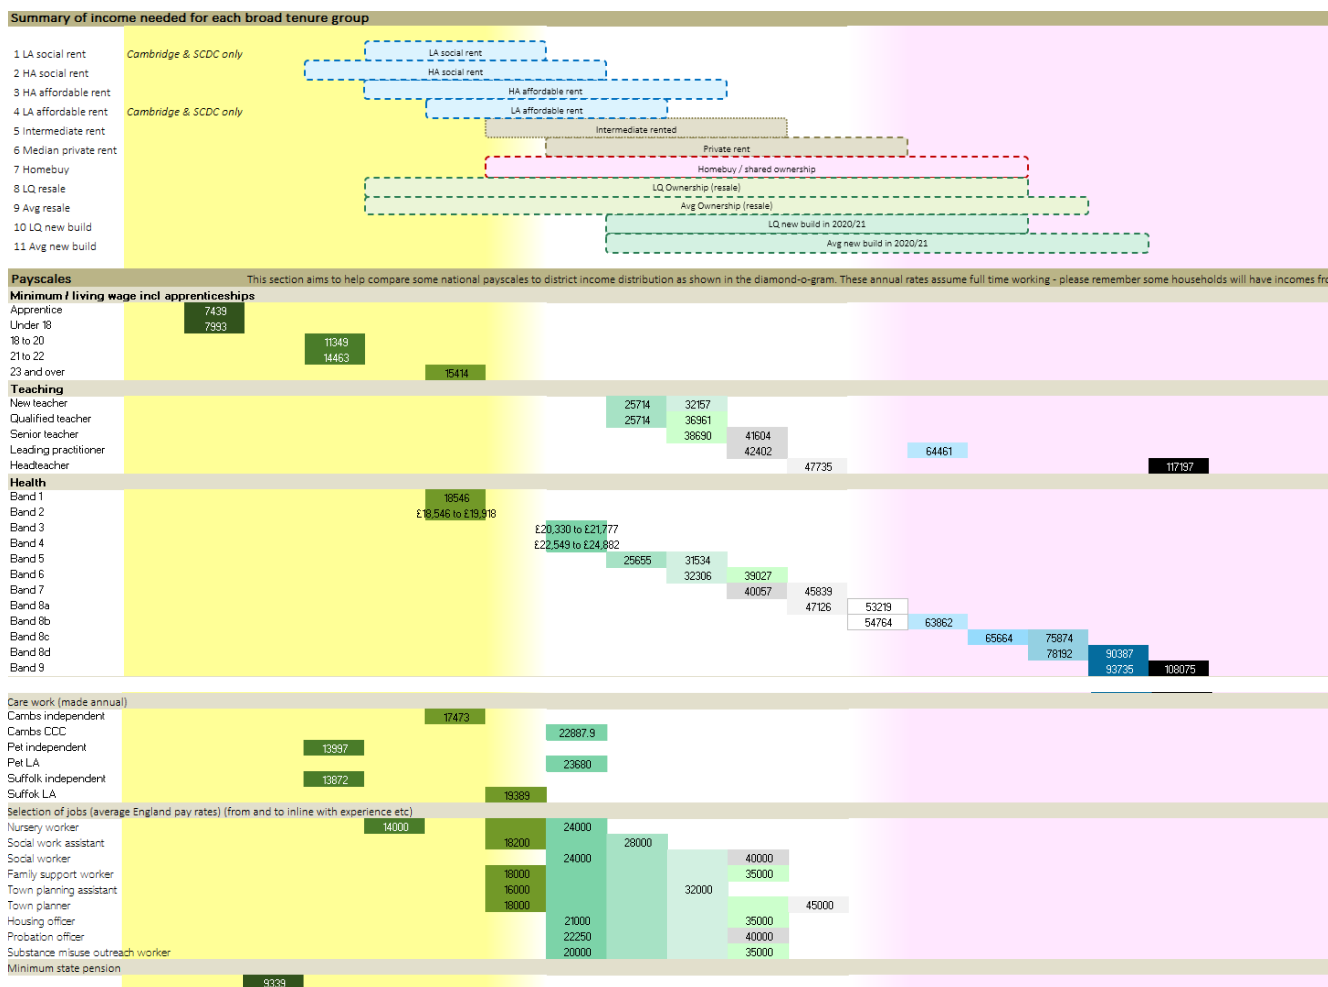 Summary of income needed for each broad tenure group
1 LA social rent Cambridge & SCDC only LA social rent
2 HA social rent HA social rent
3 HA affordable rent HA affordable rent
4 LA affordable rent Cambridge & SCDC only LA affordable rent
5 Intermediate rent Intermediate rented
6 Median private rent Private rent
7 Homebuy Homebuy / shared ownership
8 LQ resale LQ Ownership (resale)
9 Avg resale Avg Ownership (resale)
10 LQ new build LQ new build in 2020/21
11 Avg new build Avg new build in 2020/21
Payscales This section aims to help compare some national payscales to district income distribution as shown in the diamond-o-gram. These annual rates assume full time working - please remember some households will have incomes fro
Minimum / living wage incl apprenticeships
Apprentice 7439
Under 18 7993
18 to 20 11349
21 to 22 14463
23 and over 15414
Teaching
New teacher 25714 32157
Qualified teacher 25714 36961
Senior teacher 38690 41604
Leading practitioner 42402 64461
Headteacher 47735 117197
Health
Band 1 18546
Band 2 £18,546 to £19,918
Band 3 £20,330 to £21,777
Band 4 £22,549 to £24,882
Band 5 25655 31534
Band 6 32306 39027
Band 7 40057 45839
Band 8a 47126 53219
Band 8b 54764 63862
Band 8c 65664 75874
Band 8d 78192 90387
Band 9 93735 108075
Care work (made annual)
Cambs independent 17473
Cambs CCC 22887.9
Pet independent 13997
Pet LA 23680
Suffolk independent 13872
Suffok LA 19389
Selection of jobs (average England pay rates) (from and to inline with experience etc)
Nursery worker 14000 24000
Social work assistant 18200 28000
Social worker 24000 40000
Family support worker 18000 35000
Town planning assistant 16000 32000
Town planner 18000 45000
Housing officer 21000 35000
Probation officer 22250 40000
Substance misuse outreach worker 20000 35000
Minimum state pension
9339